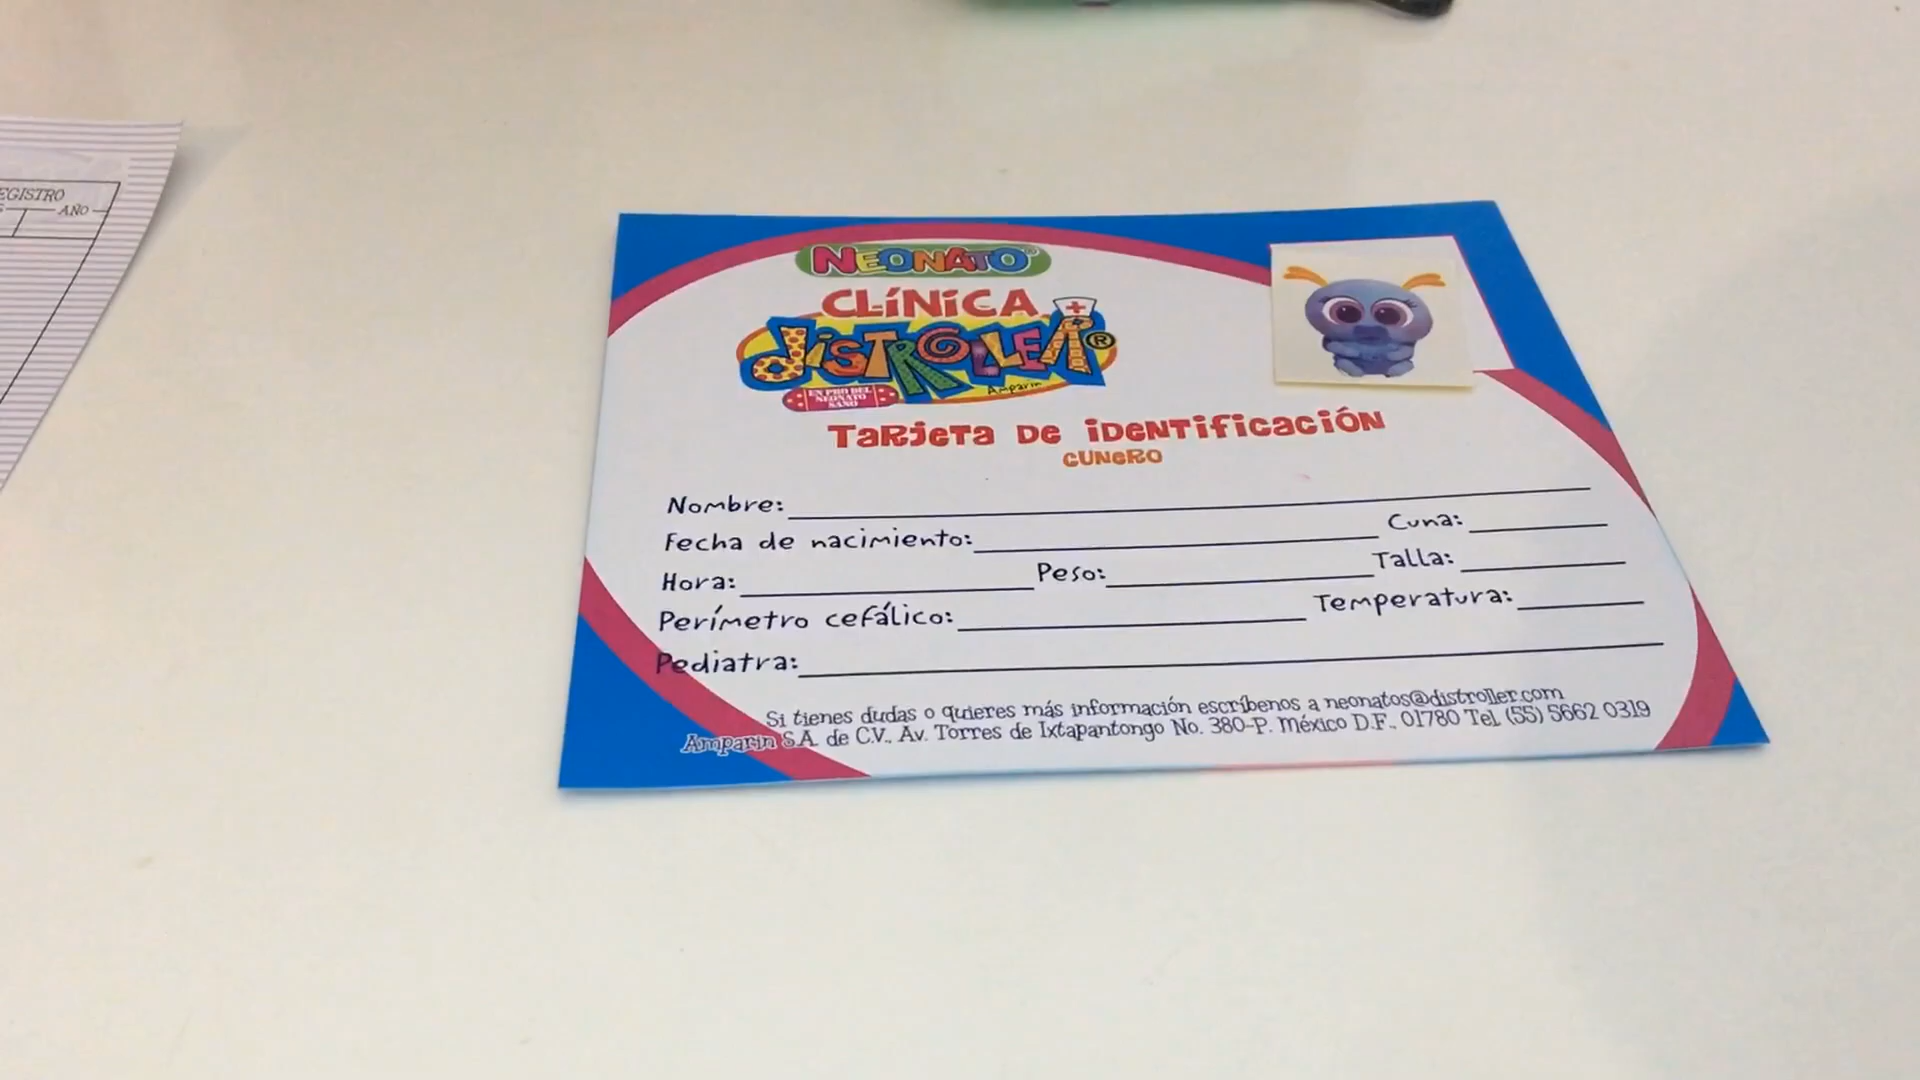 EGISTRO
AÑO
NEONATO®
CLÍNICA
DISTROLLER®
Amparin
EN PRO DEL
NEONATO
SANO
TARJETA DE IDENTIFICACIÓN
CUNERO
Nombre:
Fecha de nacimiento: Cuna:
Hora: Peso: Talla:
Perímetro cefálico: Temperatura:
Pediatra:
Si tienes dudas o quieres más información escríbenos a neonatos@distroller.com
Amparin S.A. de C.V., Av. Torres de Ixtapantongo No. 380-P. México D.F., 01780 Tel. (55) 5662 0319